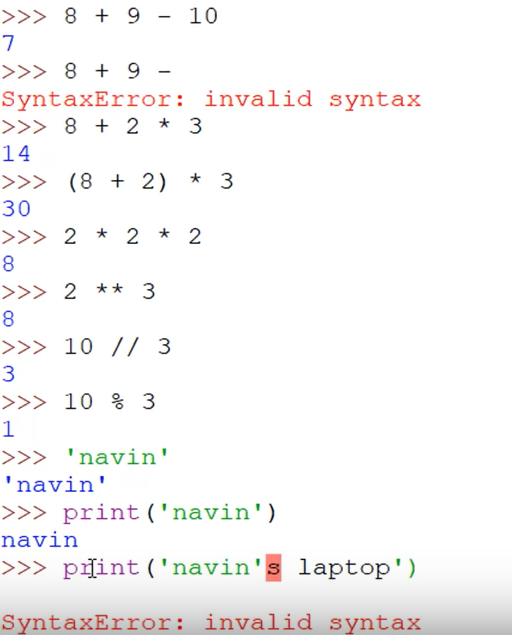 >>> 8 + 9 - 10
7
>>> 8 + 9 -
SyntaxError: invalid syntax
>>> 8 + 2 * 3
14
>>> (8 + 2) * 3
30
>>> 2 * 2 * 2
8
>>> 2 ** 3
8
>>> 10 // 3
3
>>> 10 % 3
1
>>> 'navin'
'navin'
>>> print('navin')
navin
>>> print('navin's laptop')
SyntaxError: invalid syntax